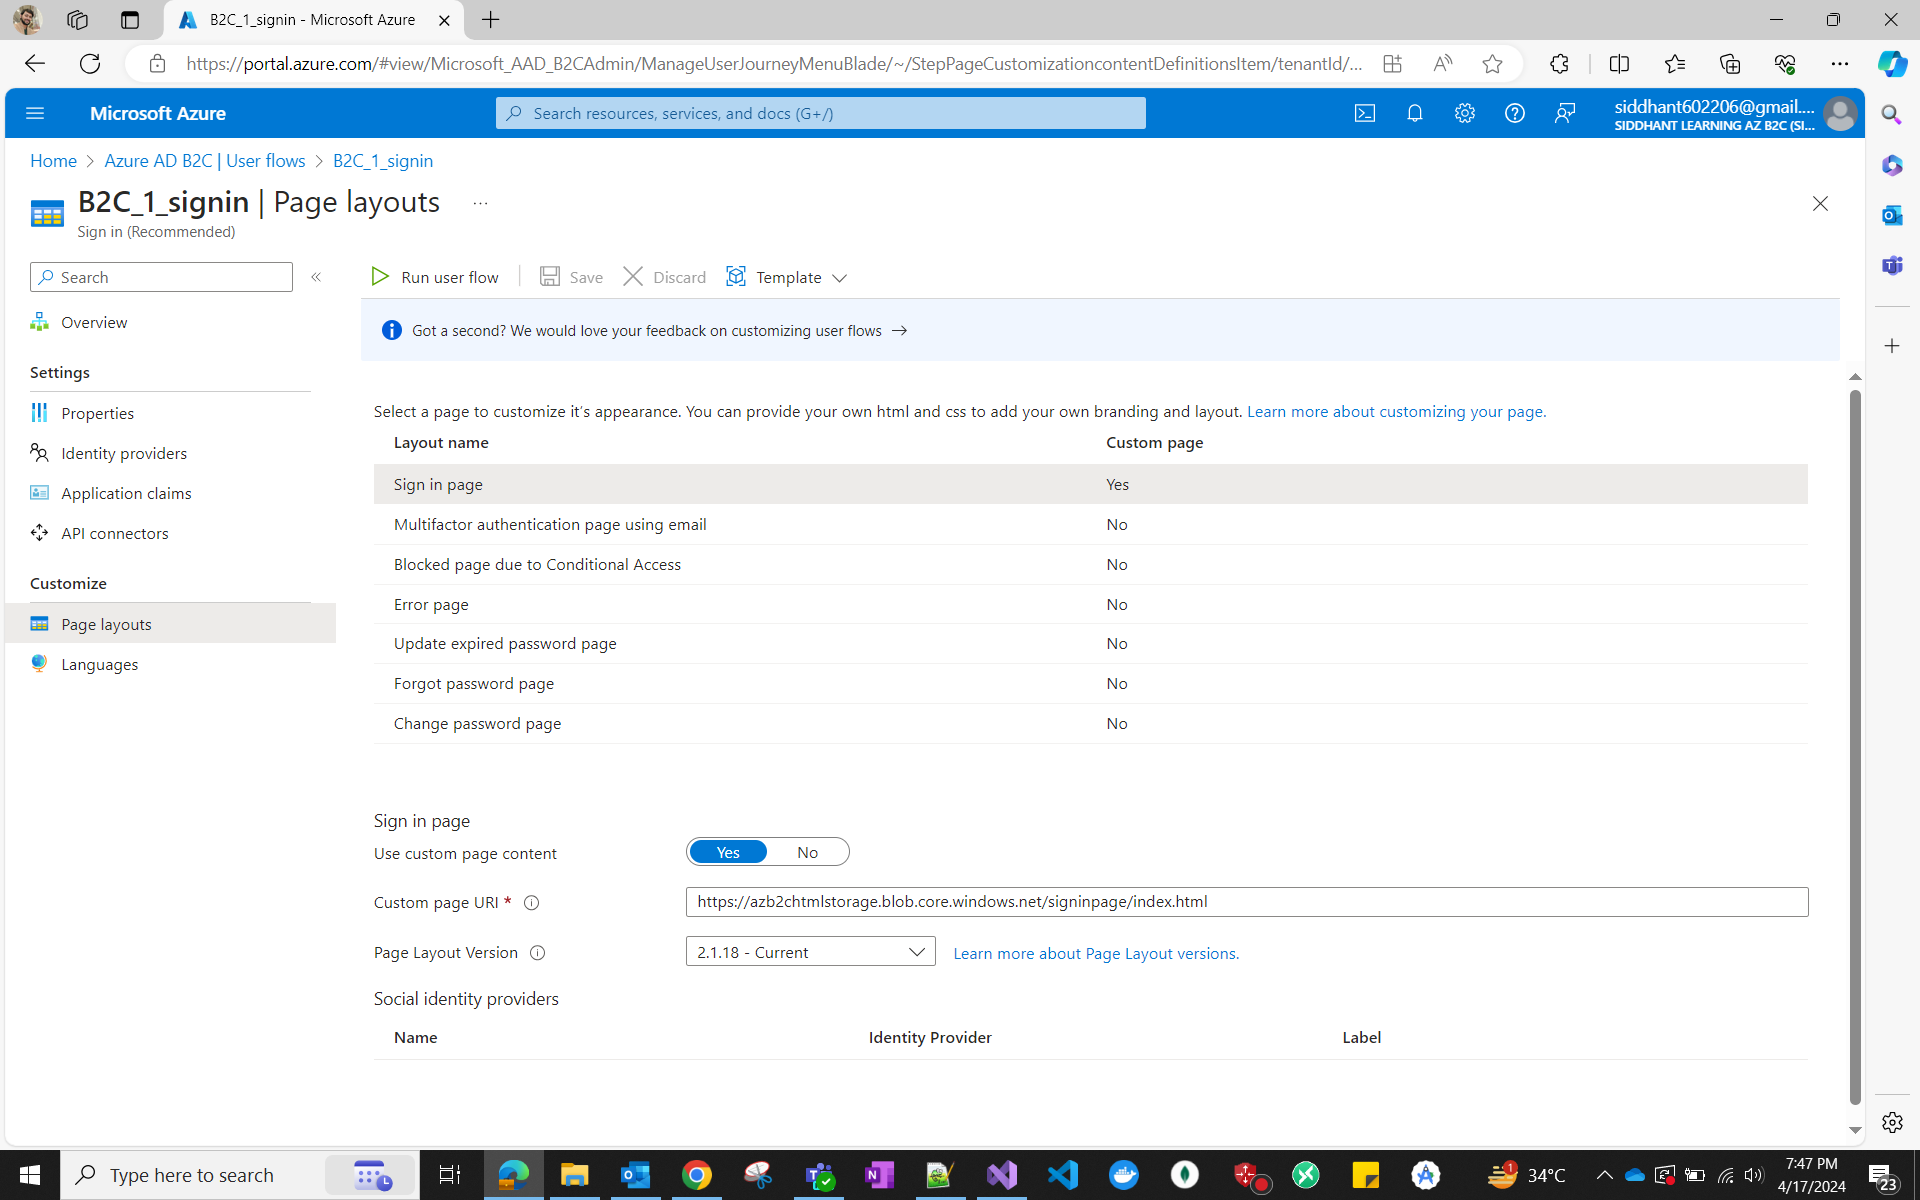 B2C_1_signin - Microsoft Azure
https://portal.azure.com/#view/Microsoft_AAD_B2CAdmin/ManageUserJourneyMenuBlade/~/StepPageCustomizationcontentDefinitionsItem/tenantId/...
Microsoft Azure
Search resources, services, and docs (G+/)
siddhant602206@gmail....
SIDDHANT LEARNING AZ B2C (SI...
Home > Azure AD B2C | User flows > B2C_1_signin
B2C_1_signin | Page layouts ...
Sign in (Recommended)
Search
Overview
Settings
Properties
Identity providers
Application claims
API connectors
Customize
Page layouts
Languages
Run user flow
Save
Discard
Template
Got a second? We would love your feedback on customizing user flows →
Select a page to customize it's appearance. You can provide your own html and css to add your own branding and layout. Learn more about customizing your page.
Layout name Custom page
Sign in page Yes
Multifactor authentication page using email No
Blocked page due to Conditional Access No
Error page No
Update expired password page No
Forgot password page No
Change password page No
Sign in page
Use custom page content Yes No
Custom page URI * https://azb2chtmlstorage.blob.core.windows.net/signinpage/index.html
Page Layout Version 2.1.18 - Current Learn more about Page Layout versions.
Social identity providers
Name Identity Provider Label
Type here to search
1
34°C
7:47 PM
4/17/2024
23